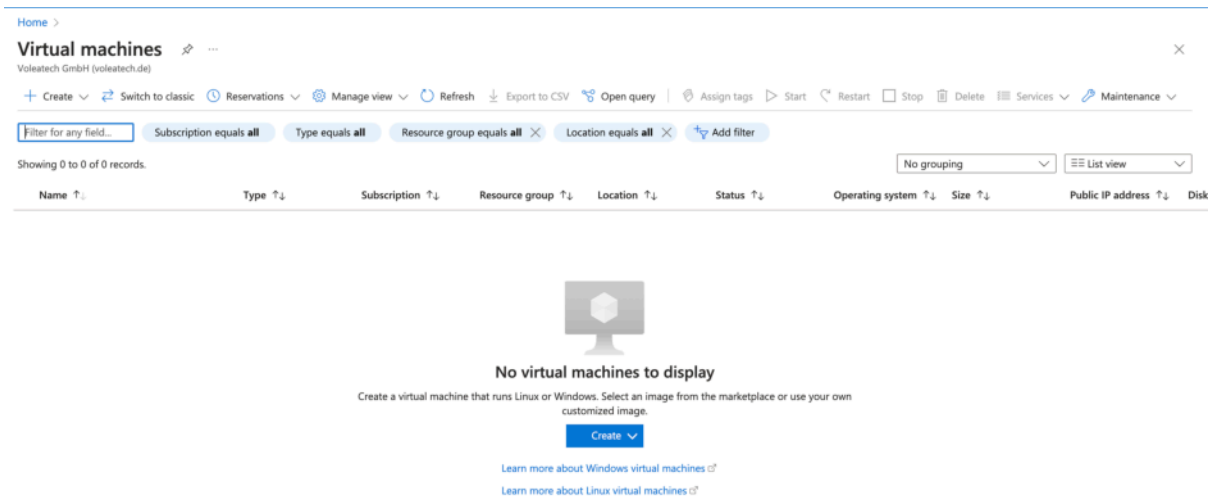 Home >
Virtual machines ...
Voleatech GmbH (voleatech.de)
+ Create Switch to classic Reservations Manage view Refresh Export to CSV Open query Assign tags Start Restart Stop Delete Services Maintenance
Filter for any field... Subscription equals all Type equals all Resource group equals all Location equals all Add filter
Showing 0 to 0 of 0 records. No grouping List view
Name Type Subscription Resource group Location Status Operating system Size Public IP address Disk
No virtual machines to display
Create a virtual machine that runs Linux or Windows. Select an image from the marketplace or use your own
customized image.
Create
Learn more about Windows virtual machines
Learn more about Linux virtual machines